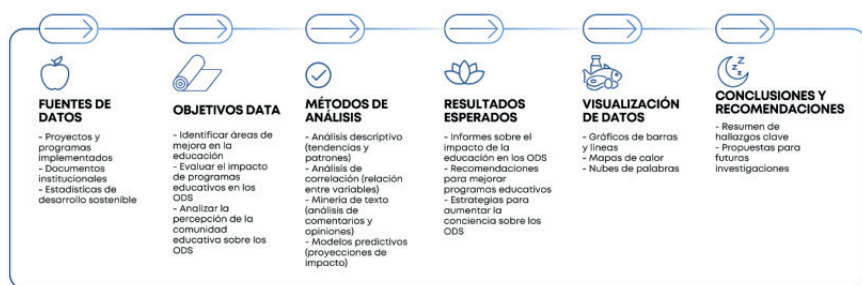 FUENTES DE
DATOS
- Proyectos y
programas
implementados
- Documentos
institucionales
- Estadísticas de
desarrollo sostenible
OBJETIVOS DATA
- Identificar áreas de
mejora en la
educación
- Evaluar el impacto
de programas
educativos en los
ODS
- Analizar la
percepción de la
comunidad
educativa sobre los
ODS
MÉTODOS DE
ANÁLISIS
- Análisis descriptivo
(tendencias y
patrones)
- Análisis de
correlación (relación
entre variables)
- Minería de texto
(análisis de
comentarios y
opiniones)
- Modelos predictivos
(proyecciones de
impacto)
RESULTADOS
ESPERADOS
- Informes sobre el
impacto de la
educación en los ODS
- Recomendaciones
para mejorar
programas educativos
- Estrategias para
aumentar la
conciencia sobre los
ODS
VISUALIZACIÓN
DE DATOS
- Gráficos de barras
y líneas
- Mapas de calor
- Nubes de palabras
CONCLUSIONES Y
RECOMENDACIONES
- Resumen de
hallazgos clave
- Propuestas para
futuras
investigaciones